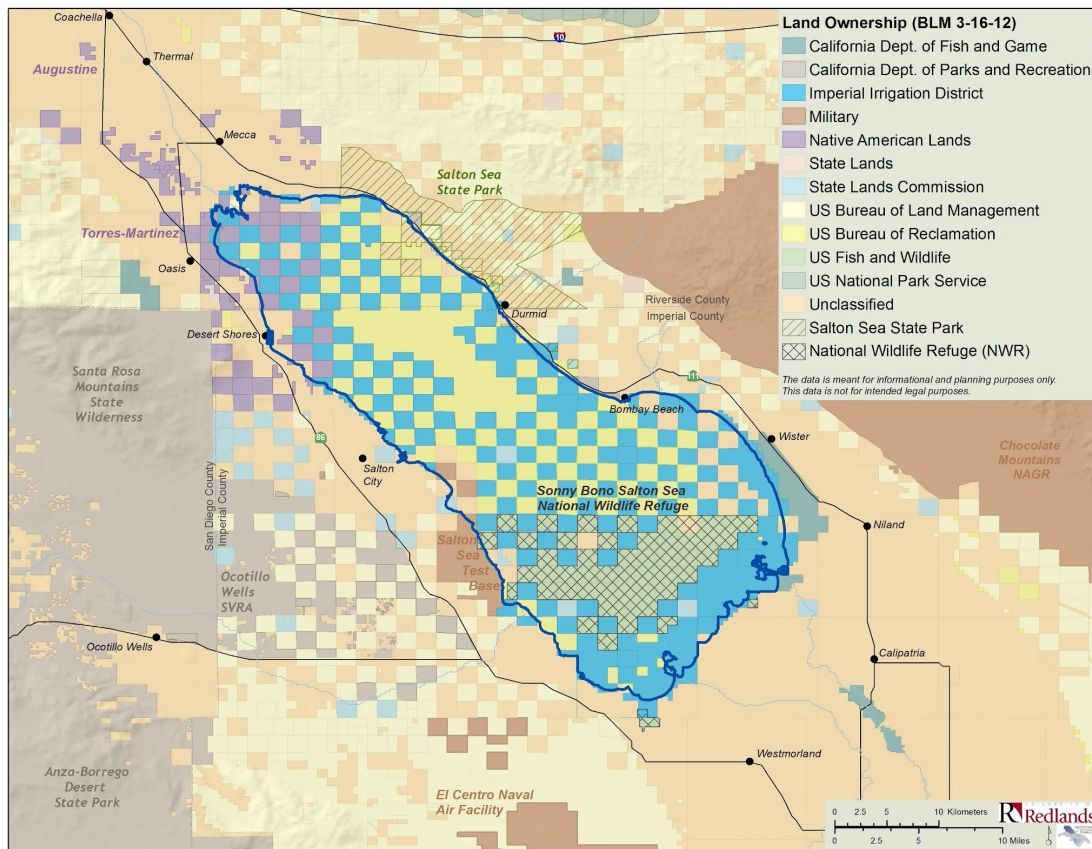 Coachella
10
Augustine
Thermal
Mecca
Salton Sea
State Park
Torres-Martinez
Oasis
Riverside County
Imperial County
Durmid
Desert Shores
Santa Rosa
Mountains
State
Wilderness
111
Bombay Beach
86
Wister
Chocolate
Mountains
NAGR
Salton
City
San Diego County
Imperial County
Sonny Bono Salton Sea
National Wildlife Refuge
Niland
Salton
Sea
Test
Base
Ocotillo
Wells
SVRA
Ocotillo Wells
Calipatria
Westmorland
Anza-Borrego
Desert
State Park
El Centro Naval
Air Facility
Land Ownership (BLM 3-16-12)
California Dept. of Fish and Game
California Dept. of Parks and Recreation
Imperial Irrigation District
Military
Native American Lands
State Lands
State Lands Commission
US Bureau of Land Management
US Bureau of Reclamation
US Fish and Wildlife
US National Park Service
Unclassified
Salton Sea State Park
National Wildlife Refuge (NWR)
The data is meant for informational and planning purposes only.
This data is not for intended legal purposes.
0 2.5 5 10 Kilometers
0 2.5 5 10 Miles
R Redlands